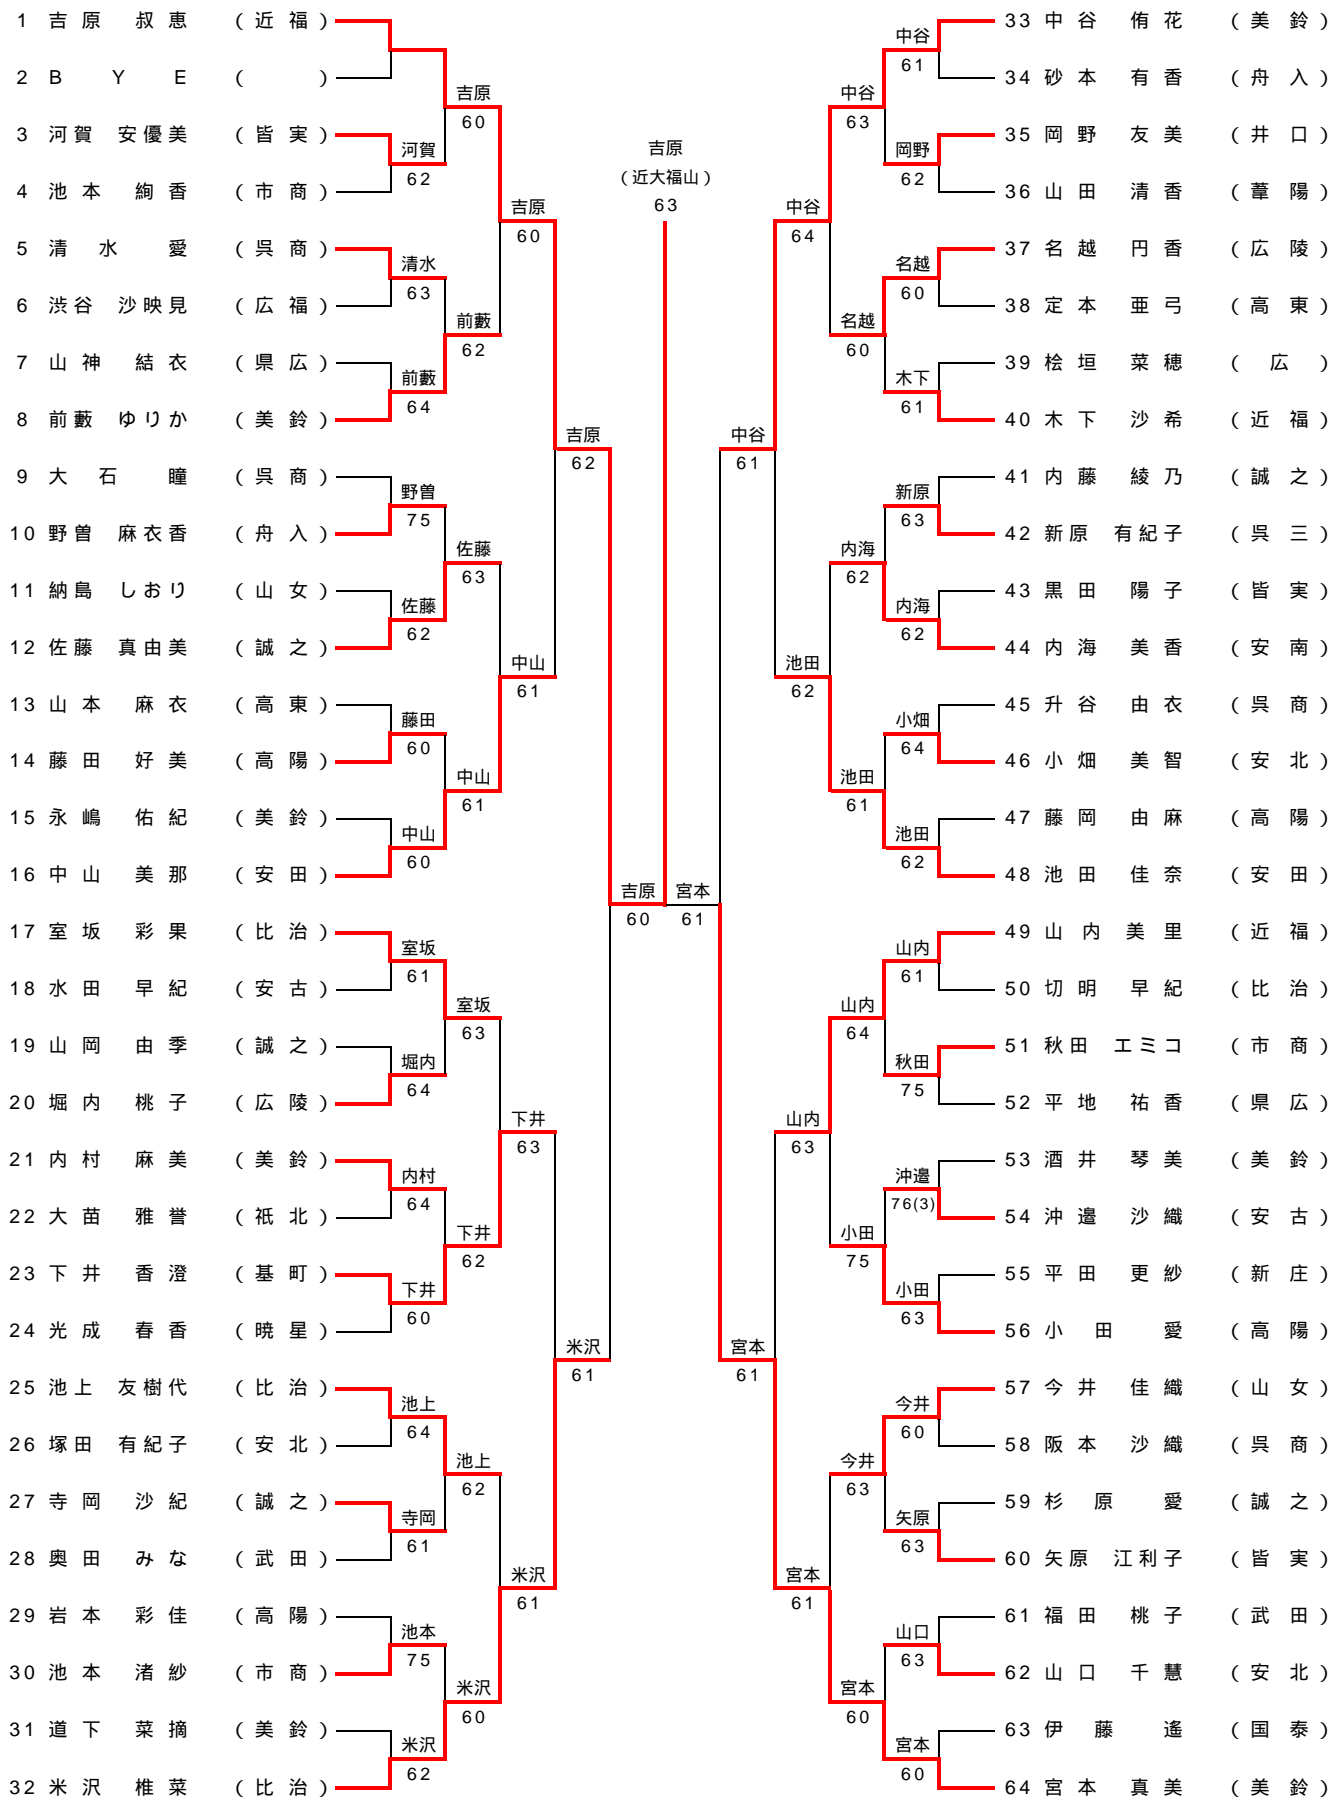 1 吉原 叔恵 (近福)
2 BYE ( )
吉原
60
3 河賀 安優美 (皆実)
河賀
62
4 池本 絢香 (市商)
吉原
60
5 清水 愛 (呉商)
清水
63
6 渋谷 沙映見 (広福)
前藪
62
7 山神 結衣 (県広)
前藪
64
8 前藪 ゆりか (美鈴)
吉原
62
9 大石 瞳 (呉商)
野曽
75
10 野曽 麻衣香 (舟入)
佐藤
63
11 納島 しおり (山女)
佐藤
62
12 佐藤 真由美 (誠之)
中山
61
13 山本 麻衣 (高東)
藤田
60
14 藤田 好美 (高陽)
中山
61
15 永嶋 佑紀 (美鈴)
中山
60
16 中山 美那 (安田)
吉原
60
17 室坂 彩果 (比治)
室坂
61
18 水田 早紀 (安古)
室坂
63
19 山岡 由季 (誠之)
堀内
64
20 堀内 桃子 (広陵)
下井
63
21 内村 麻美 (美鈴)
内村
64
22 大苗 雅誉 (祇北)
下井
62
23 下井 香澄 (基町)
下井
60
24 光成 春香 (暁星)
米沢
61
25 池上 友樹代 (比治)
池上
64
26 塚田 有紀子 (安北)
池上
62
27 寺岡 沙紀 (誠之)
寺岡
61
28 奥田 みな (武田)
米沢
61
29 岩本 彩佳 (高陽)
池本
75
30 池本 渚紗 (市商)
米沢
60
31 道下 菜摘 (美鈴)
米沢
62
32 米沢 椎菜 (比治)
吉原
(近大福山)
63
33 中谷 侑花 (美鈴)
中谷
61
34 砂本 有香 (舟入)
中谷
63
35 岡野 友美 (井口)
岡野
62
36 山田 清香 (葦陽)
中谷
64
37 名越 円香 (広陵)
名越
60
38 定本 亜弓 (高東)
名越
60
39 桧垣 菜穂 (広)
木下
61
40 木下 沙希 (近福)
中谷
61
41 内藤 綾乃 (誠之)
新原
63
42 新原 有紀子 (呉三)
内海
62
43 黒田 陽子 (皆実)
内海
62
44 内海 美香 (安南)
池田
62
45 升谷 由衣 (呉商)
小畑
64
46 小畑 美智 (安北)
池田
61
47 藤岡 由麻 (高陽)
池田
62
48 池田 佳奈 (安田)
宮本
61
49 山内 美里 (近福)
山内
61
50 切明 早紀 (比治)
山内
64
51 秋田 エミコ (市商)
秋田
75
52 平地 祐香 (県広)
山内
63
53 酒井 琴美 (美鈴)
沖邉
76(3)
54 沖邉 沙織 (安古)
小田
75
55 平田 更紗 (新庄)
小田
63
56 小田 愛 (高陽)
宮本
61
57 今井 佳織 (山女)
今井
60
58 阪本 沙織 (呉商)
今井
63
59 杉原 愛 (誠之)
矢原
63
60 矢原 江利子 (皆実)
宮本
61
61 福田 桃子 (武田)
山口
63
62 山口 千慧 (安北)
宮本
60
63 伊藤 遙 (国泰)
宮本
60
64 宮本 真美 (美鈴)